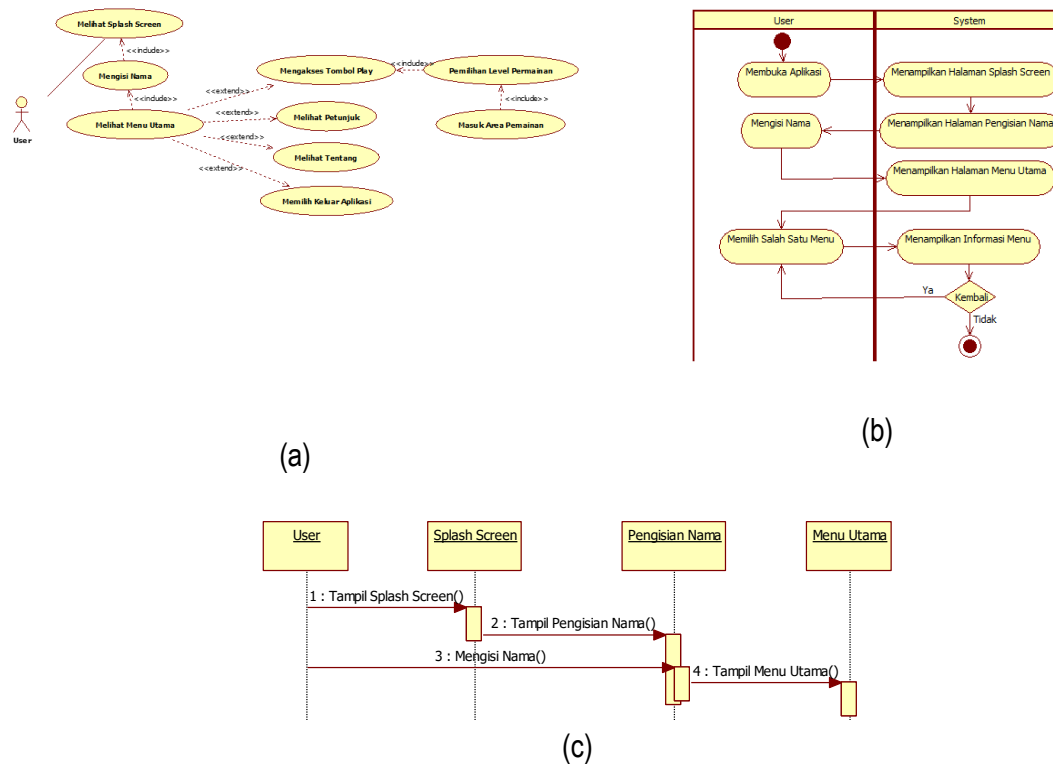 Melihat Splash Screen
<<include>>
Mengisi Nama
<<include>>
Melihat Menu Utama
User
<<extend>>
Mengakses Tombol Play
<<include>>
Pemilihan Level Permainan
<<extend>>
Melihat Petunjuk
<<include>>
Masuk Area Pemainan
<<extend>>
Melihat Tentang
<<extend>>
Memilih Keluar Aplikasi
(a)
User
System
Membuka Aplikasi
Menampilkan Halaman Splash Screen
Mengisi Nama
Menampilkan Halaman Pengisian Nama
Menampilkan Halaman Menu Utama
Memilih Salah Satu Menu
Menampilkan Informasi Menu
Ya
Kembali
Tidak
(b)
User
Splash Screen
Pengisian Nama
Menu Utama
1 : Tampil Splash Screen()
2 : Tampil Pengisian Nama()
3 : Mengisi Nama()
4 : Tampil Menu Utama()
(c)